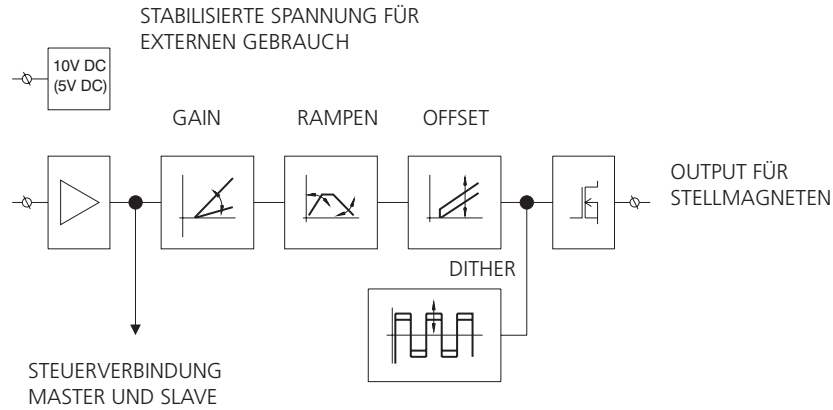 STABILISIERTE SPANNUNG FÜR
EXTERNEN GEBRAUCH
10V DC
(5V DC)
GAIN
RAMPEN
OFFSET
OUTPUT FÜR
STELLMAGNETEN
DITHER
STEUERVERBINDUNG
MASTER UND SLAVE